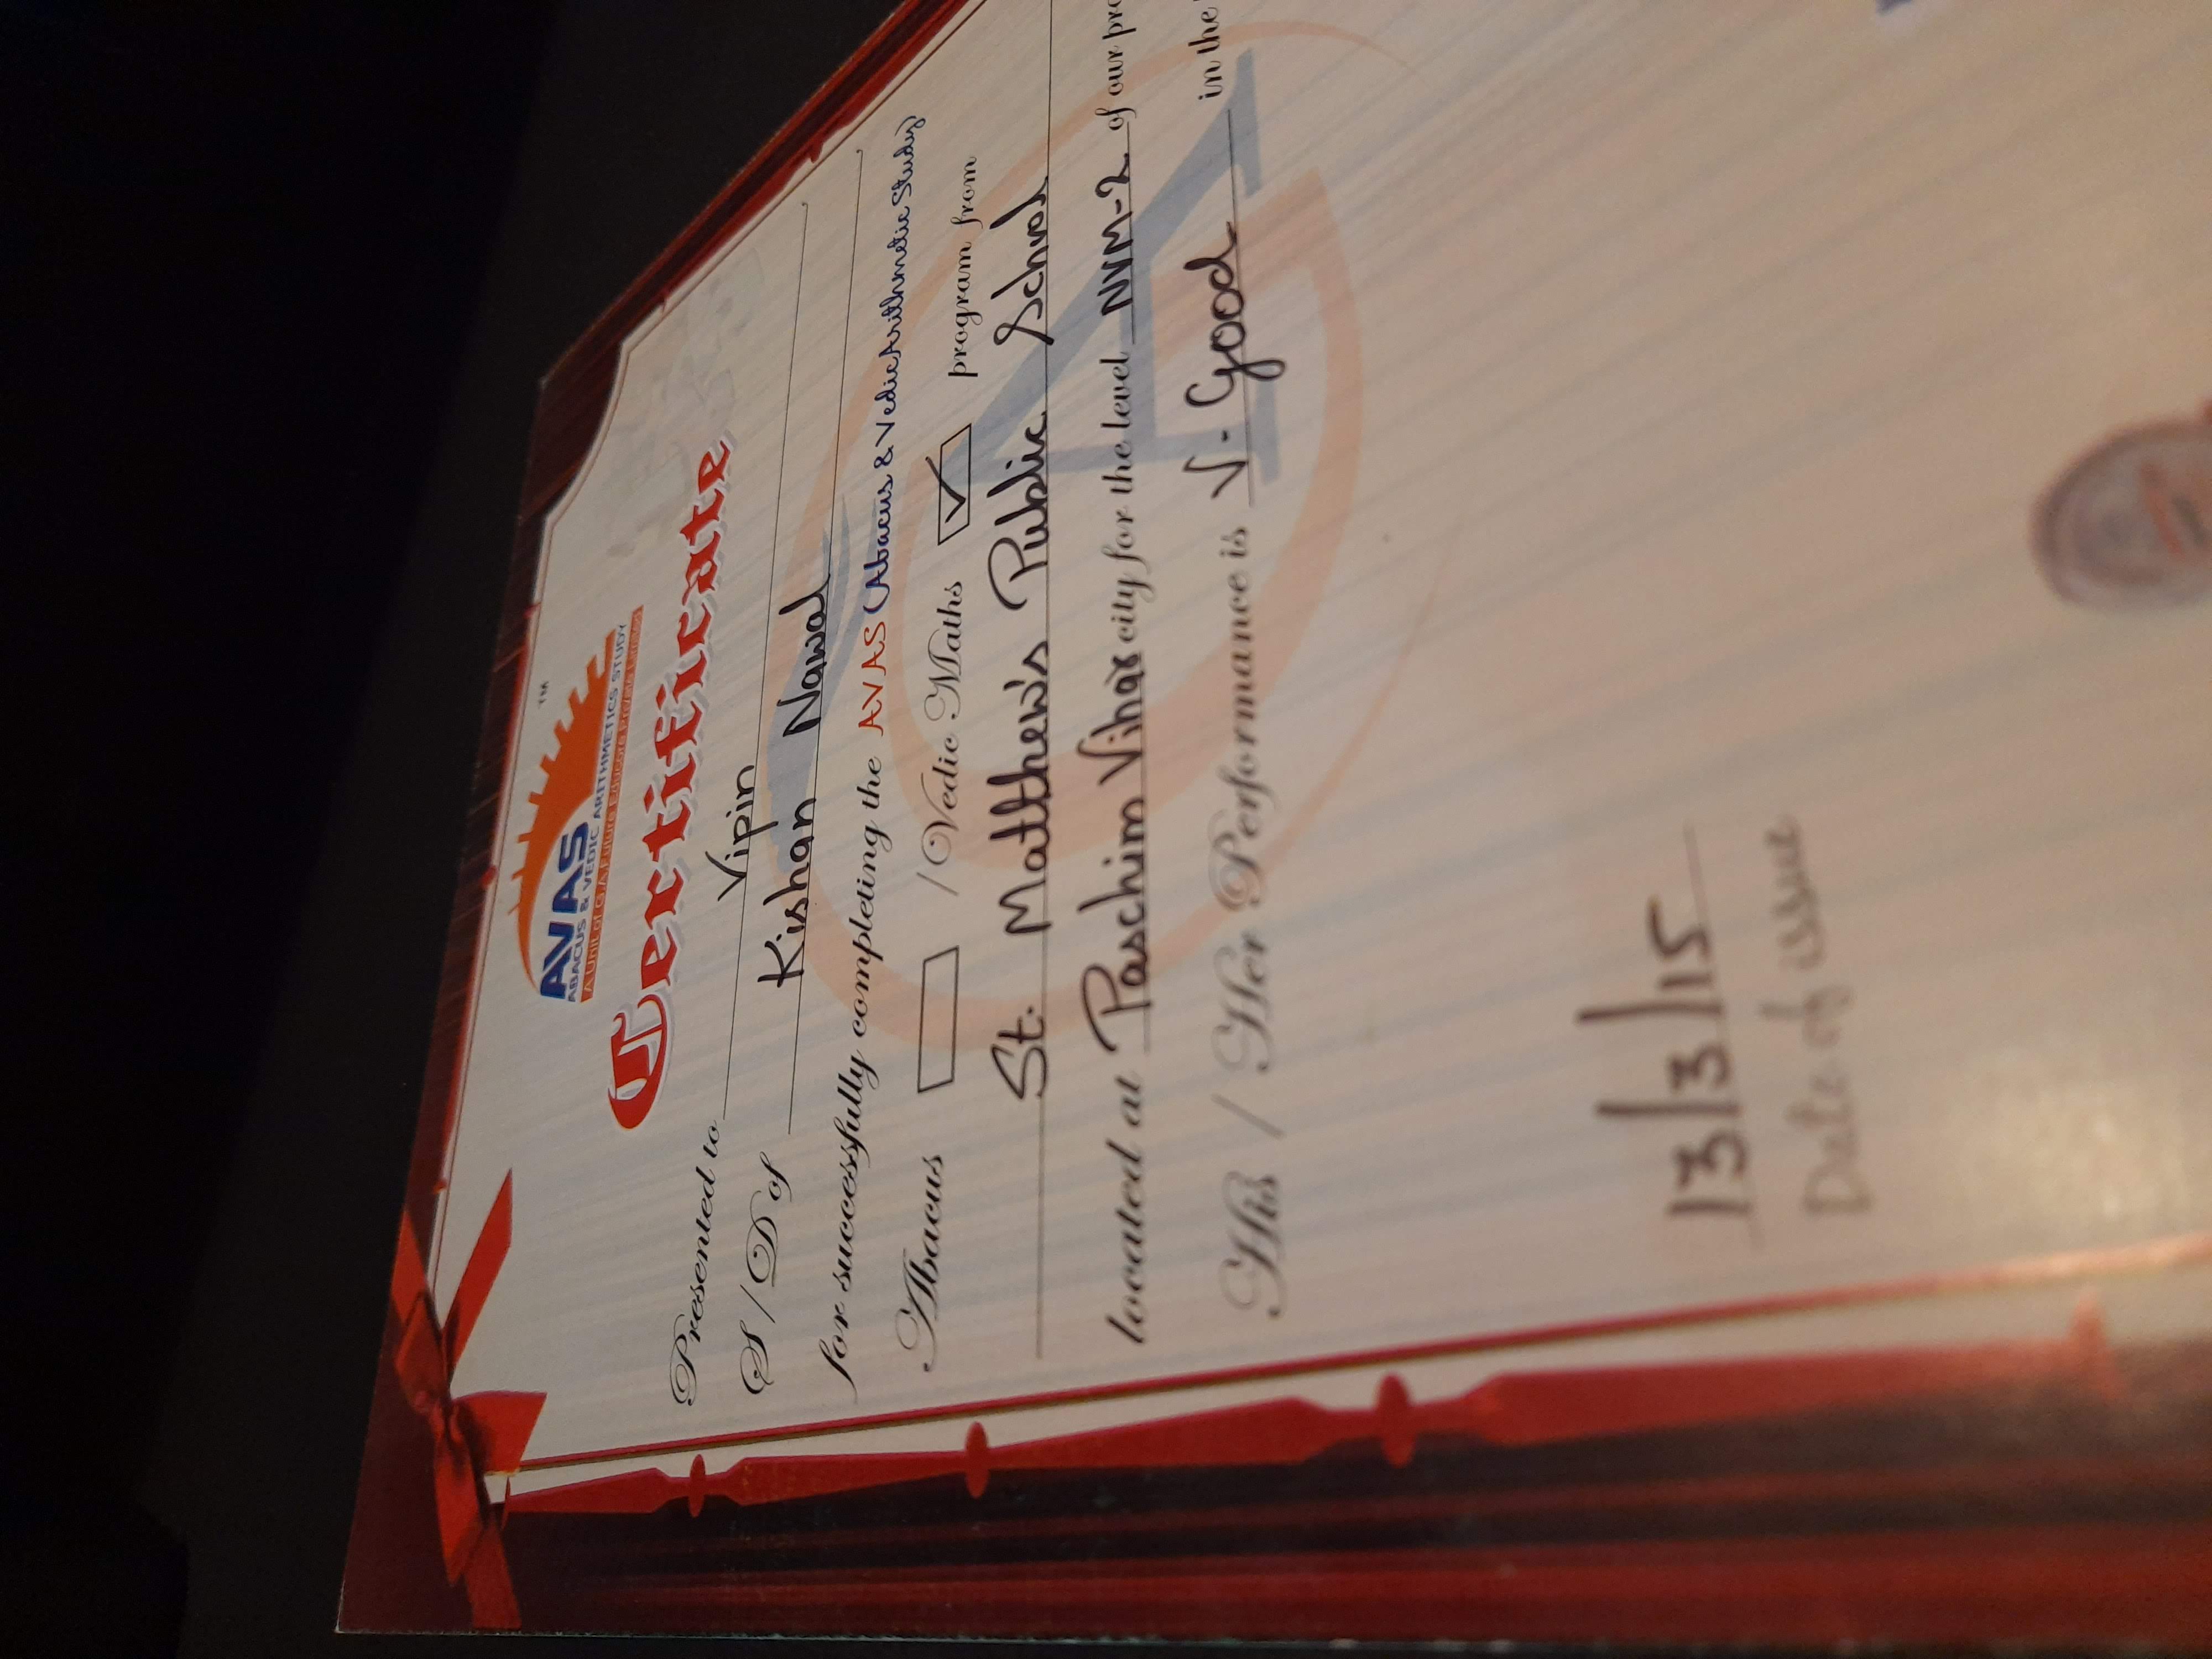 AVAS
TM
ABACUS & VEDIC ARITHMETICS STUDY
A Unit of G.A Future Educare Private Limited
Certificate
Presented to Vipin
S / D of Kishan Nawal
for successfully completing the AVAS (Abacus & Vedic Arithmetic Study)
Abacus / Vedic Maths ✓ program from
St. Matthew's Public School
located at Paschim Vihar city for the level NVM-2 of our pro
His / Her Performance is V. Good in the
13/3/15
Date of issue